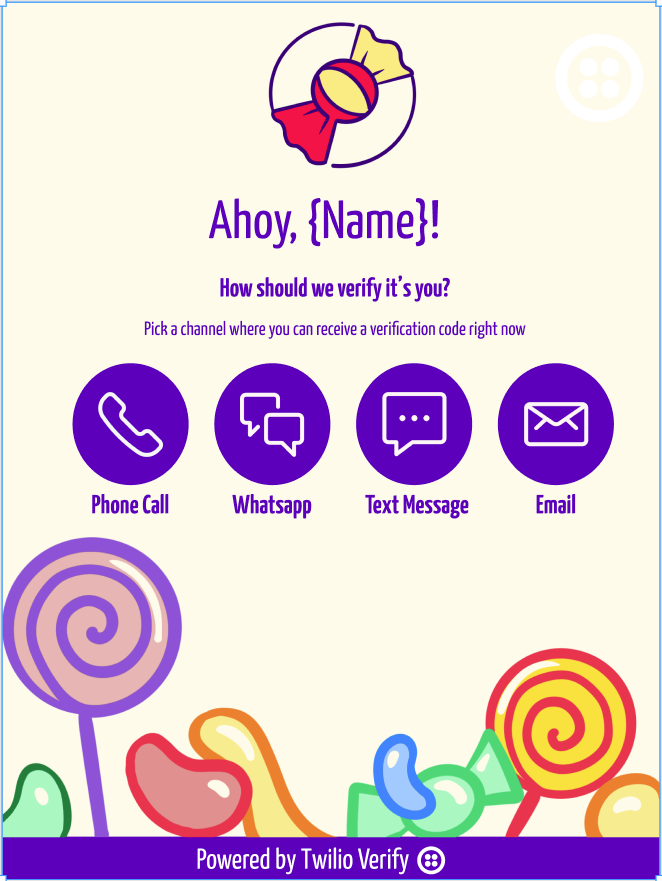 Ahoy, {Name}!
How should we verify it's you?
Pick a channel where you can receive a verification code right now
Phone Call
Whatsapp
Text Message
Email
Powered by Twilio Verify